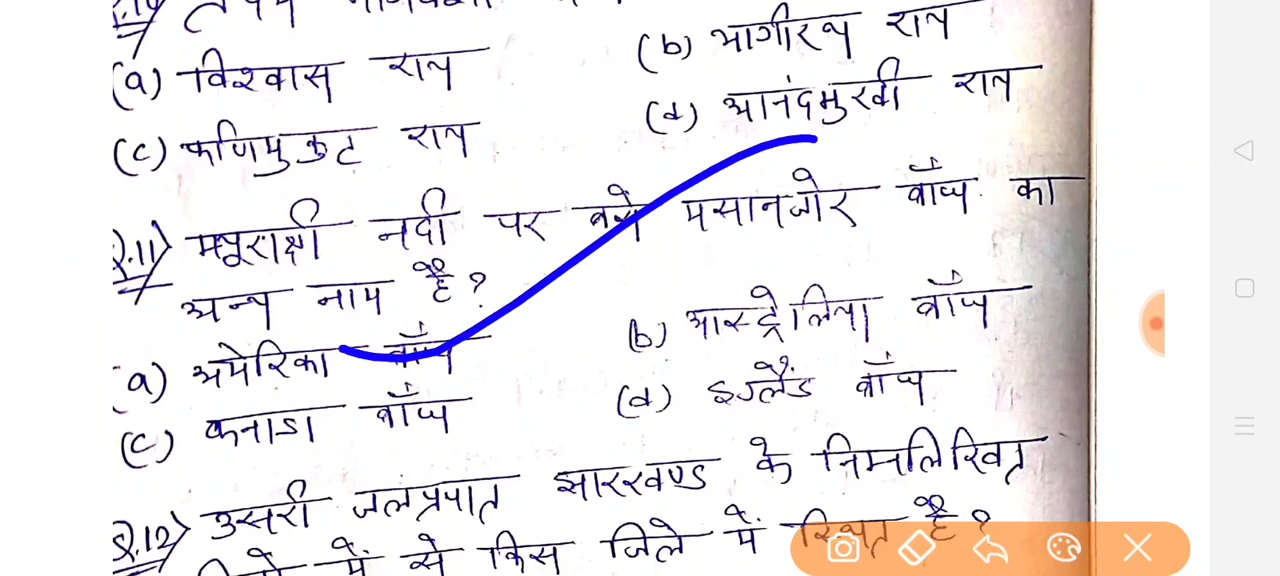 (a) विश्वास राय (b) भागीरथ राय
(c) फणिमुकुट राय (d) आनंदमुखी राय
Q.11) मयूराक्षी नदी पर बने मसानजोर बाँध का
अन्य नाम है ?
(a) अमेरिका बाँध (b) आस्ट्रेलिया बाँध
(c) कनाडा बाँध (d) इंग्लैंड बाँध
Q.12) उसरी जलप्रपात झारखण्ड के निम्नलिखित
में से किस जिले में स्थित है ?